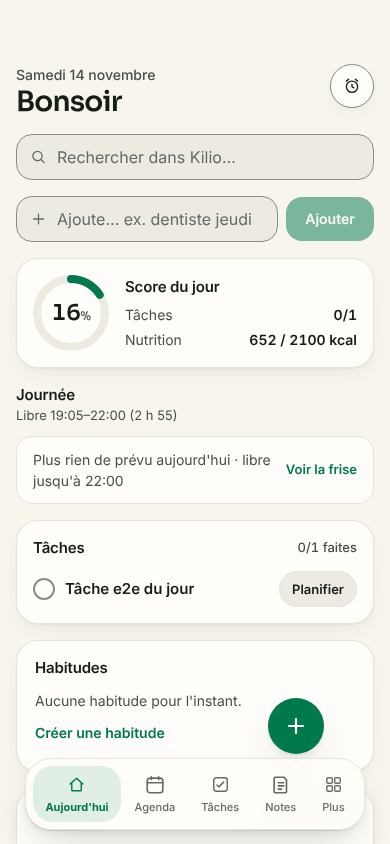 Samedi 14 novembre
Bonsoir
Rechercher dans Kilio...
Ajoute... ex. dentiste jeudi
Ajouter
16%
Score du jour
Tâches 0/1
Nutrition 652 / 2100 kcal
Journée
Libre 19:05–22:00 (2 h 55)
Plus rien de prévu aujourd'hui · libre
jusqu'à 22:00
Voir la frise
Tâches 0/1 faites
Tâche e2e du jour Planifier
Habitudes
Aucune habitude pour l'instant.
Créer une habitude
Aujourd'hui Agenda Tâches Notes Plus